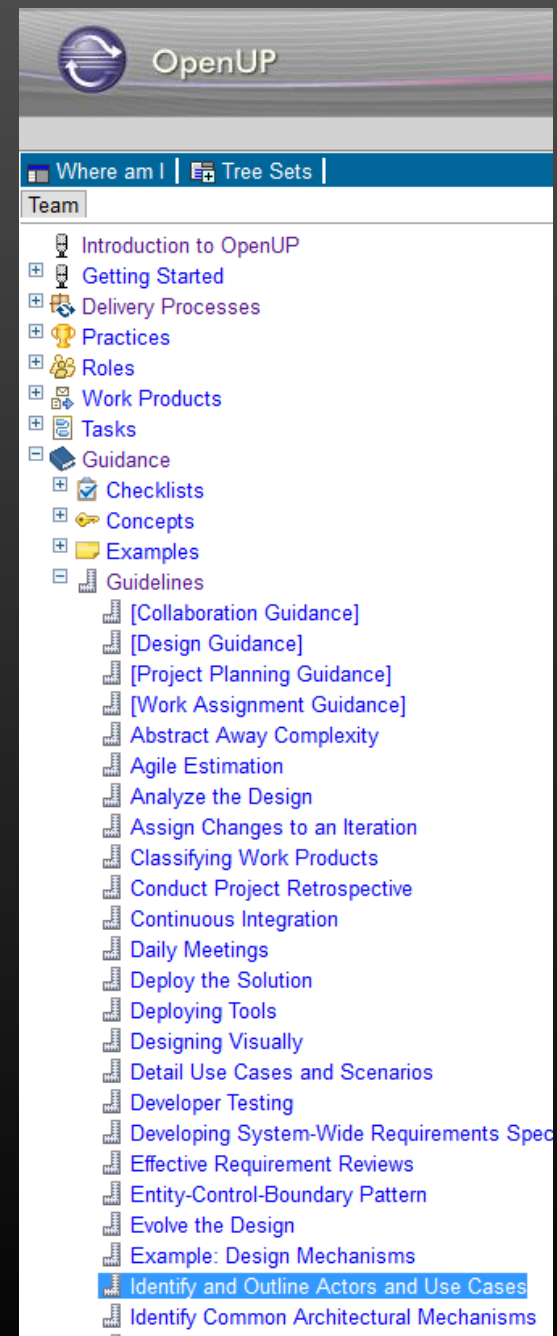 OpenUP
Where am I | Tree Sets |
Team
Introduction to OpenUP
Getting Started
Delivery Processes
Practices
Roles
Work Products
Tasks
Guidance
Checklists
Concepts
Examples
Guidelines
[Collaboration Guidance]
[Design Guidance]
[Project Planning Guidance]
[Work Assignment Guidance]
Abstract Away Complexity
Agile Estimation
Analyze the Design
Assign Changes to an Iteration
Classifying Work Products
Conduct Project Retrospective
Continuous Integration
Daily Meetings
Deploy the Solution
Deploying Tools
Designing Visually
Detail Use Cases and Scenarios
Developer Testing
Developing System-Wide Requirements Spec
Effective Requirement Reviews
Entity-Control-Boundary Pattern
Evolve the Design
Example: Design Mechanisms
Identify and Outline Actors and Use Cases
Identify Common Architectural Mechanisms